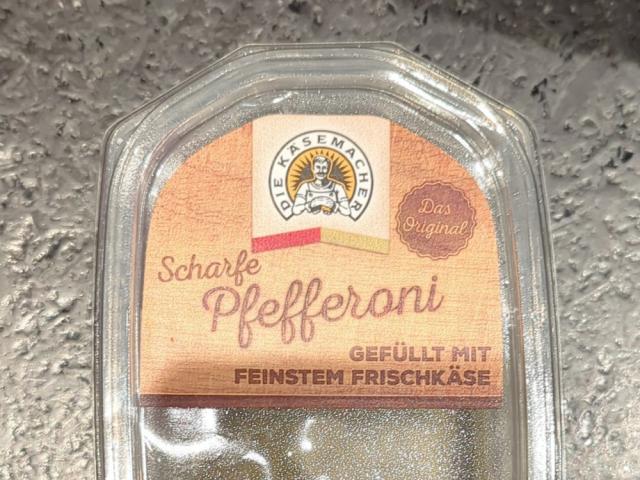 DIE KÄSEMACHER
Das
Original
Scharfe
Pfefferoni
GEFÜLLT MIT
FEINSTEM FRISCHKÄSE